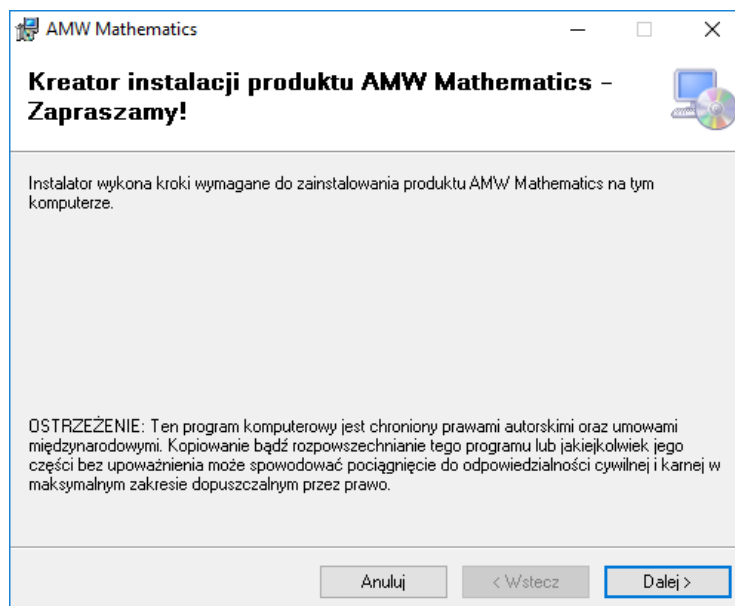 AMW Mathematics
Kreator instalacji produktu AMW Mathematics -
Zapraszamy!
Instalator wykona kroki wymagane do zainstalowania produktu AMW Mathematics na tym
komputerze.
OSTRZEŻENIE: Ten program komputerowy jest chroniony prawami autorskimi oraz umowami
międzynarodowymi. Kopiowanie bądź rozpowszechnianie tego programu lub jakiejkolwiek jego
części bez upoważnienia może spowodować pociągnięcie do odpowiedzialności cywilnej i karnej w
maksymalnym zakresie dopuszczalnym przez prawo.
Anuluj
< Wstecz
Dalej >